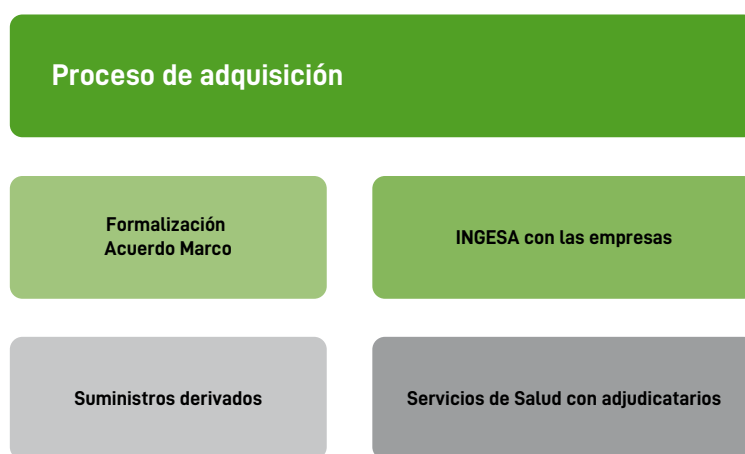 Proceso de adquisición
Formalización
Acuerdo Marco
INGESA con las empresas
Suministros derivados
Servicios de Salud con adjudicatarios